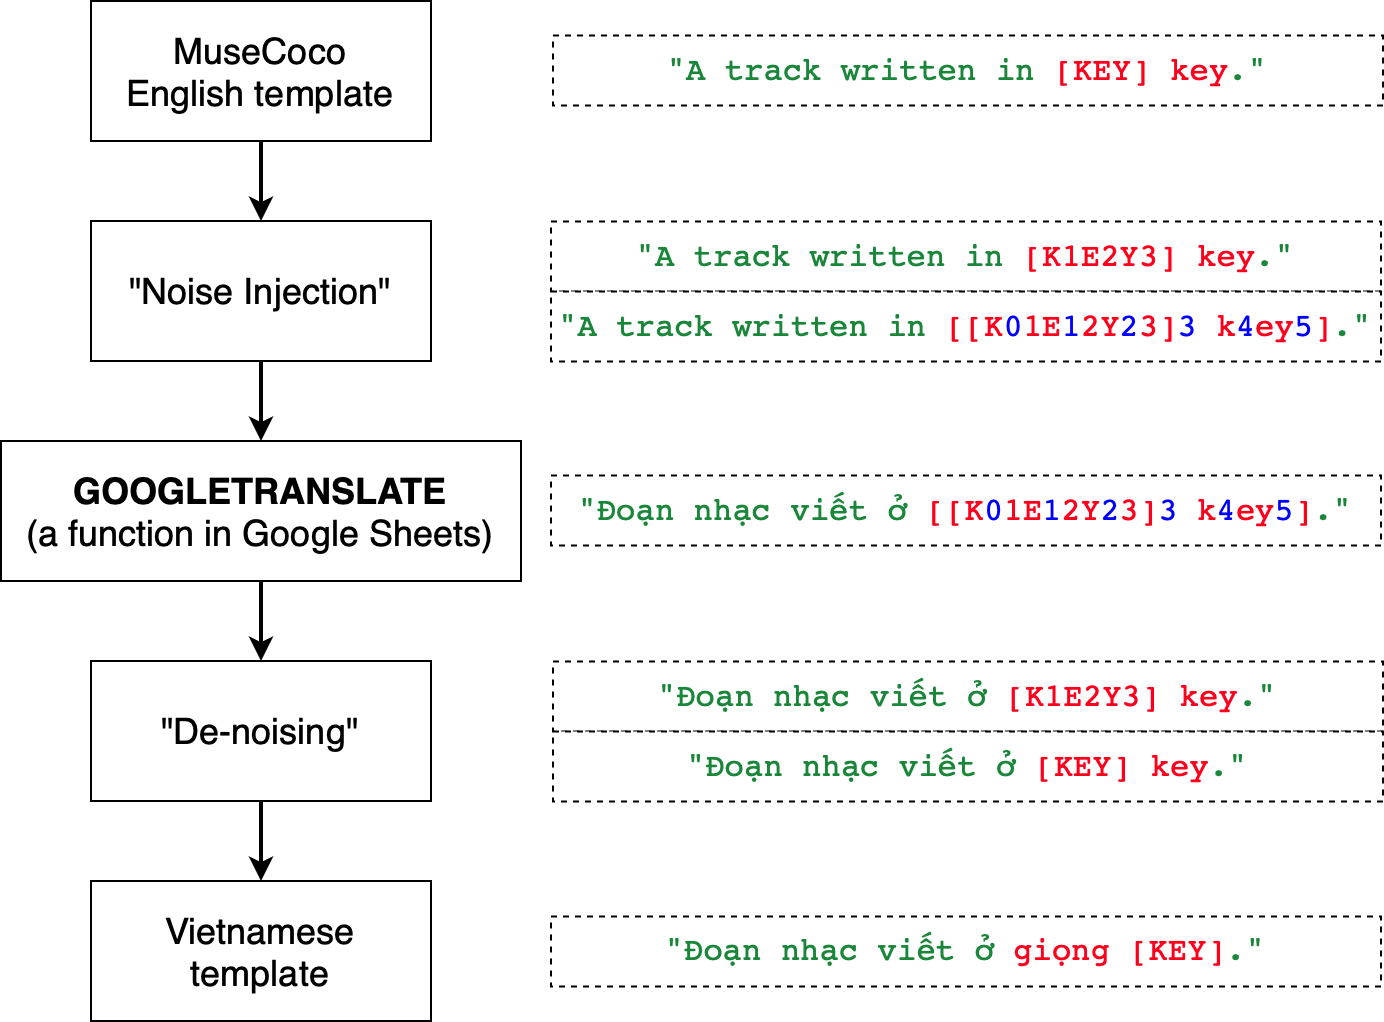 MuseCoco
English template
"A track written in [KEY] key."
"Noise Injection"
"A track written in [K1E2Y3] key."
"A track written in [[K01E12Y23]3 k4ey5]."
GOOGLETRANSLATE
(a function in Google Sheets)
"Đoạn nhạc viết ở [[K01E12Y23]3 k4ey5]."
"De-noising"
"Đoạn nhạc viết ở [K1E2Y3] key."
"Đoạn nhạc viết ở [KEY] key."
Vietnamese
template
"Đoạn nhạc viết ở giọng [KEY]."